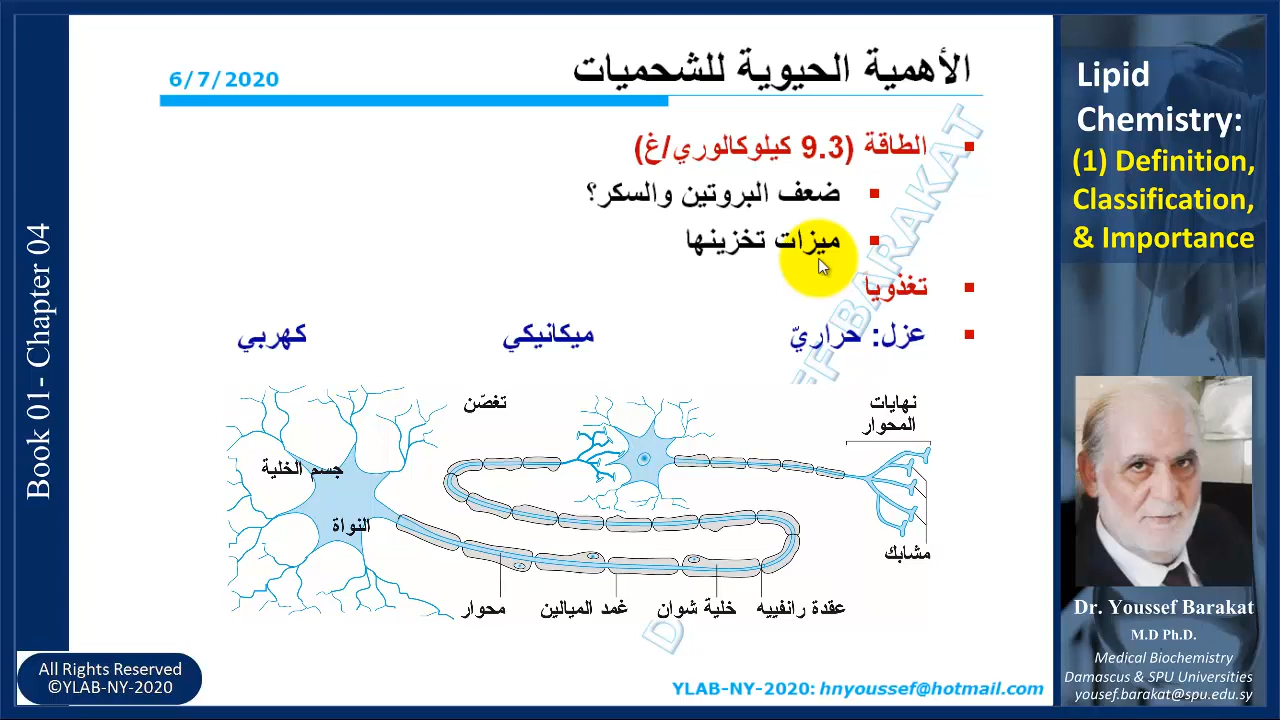 Book 01- Chapter 04
6/7/2020
الأهمية الحيوية للشحميات
الطاقة (9.3 كيلوكالوري/غ)
ضعف البروتين والسكر؟
ميزات تخزينها
تغذويا
عزل: حراريّ ميكانيكي كهربي
نهايات
المحوار
تغصّن
جسم الخلية
النواة
مشابك
عقدة رانفييه
خلية شوان
غمد الميالين
محوار
YLAB-NY-2020: hnyoussef@hotmail.com
All Rights Reserved
©YLAB-NY-2020
Lipid
Chemistry:
(1) Definition,
Classification,
& Importance
Dr. Youssef Barakat
M.D Ph.D.
Medical Biochemistry
Damascus & SPU Universities
yousef.barakat@spu.edu.sy